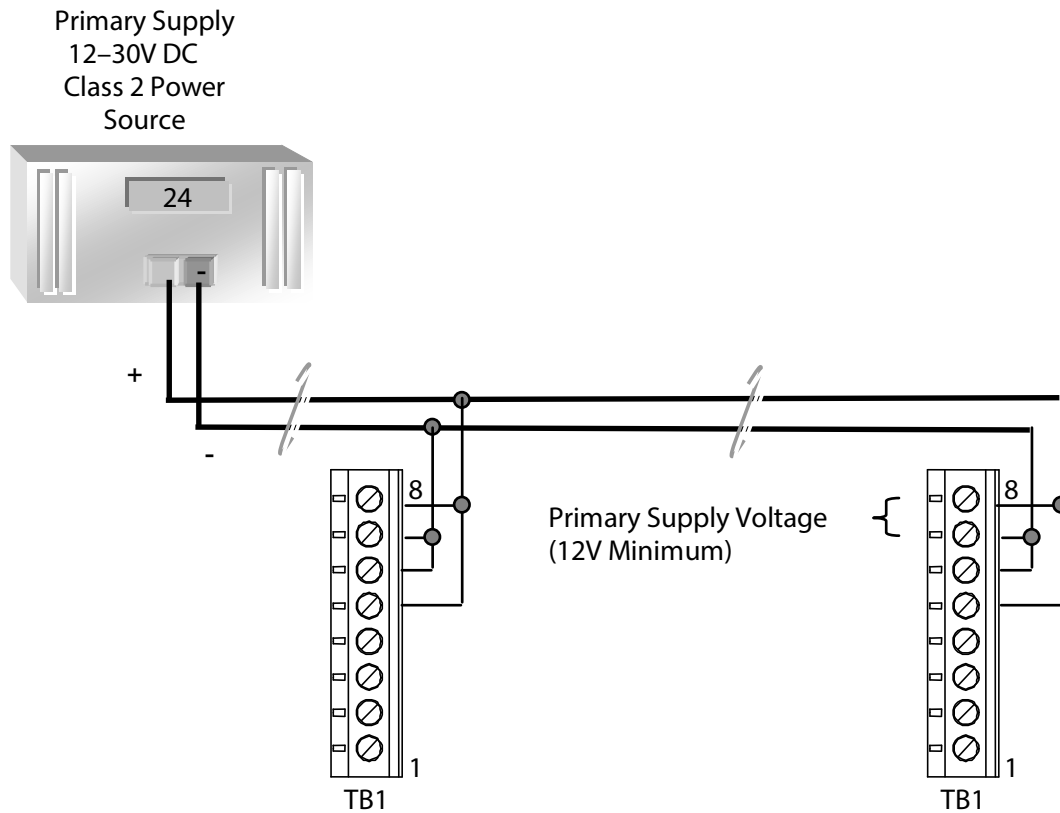 Primary Supply
12–30V DC
Class 2 Power
Source
24
-
+
-
8
Primary Supply Voltage
(12V Minimum)
8
1
TB1
1
TB1